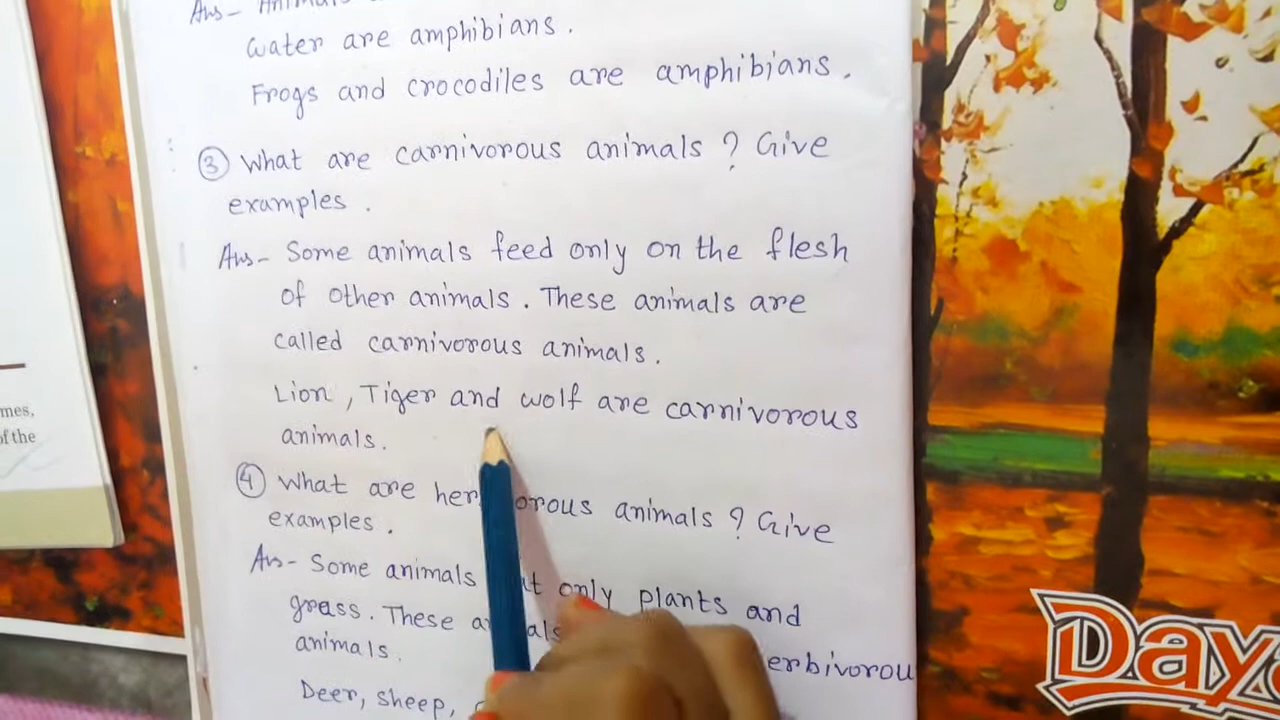 Ans- Animals
water are amphibians.
Frogs and crocodiles are amphibians.
③ What are carnivorous animals ? Give
examples.
Ans- Some animals feed only on the flesh
of other animals. These animals are
called carnivorous animals.
Lion, Tiger and wolf are carnivorous
animals.
④ What are her orous animals ? Give
examples.
Ans- Some animals only plants and
grass. These erbivorou
animals.
Deer, sheep,
mes,
of the
Day